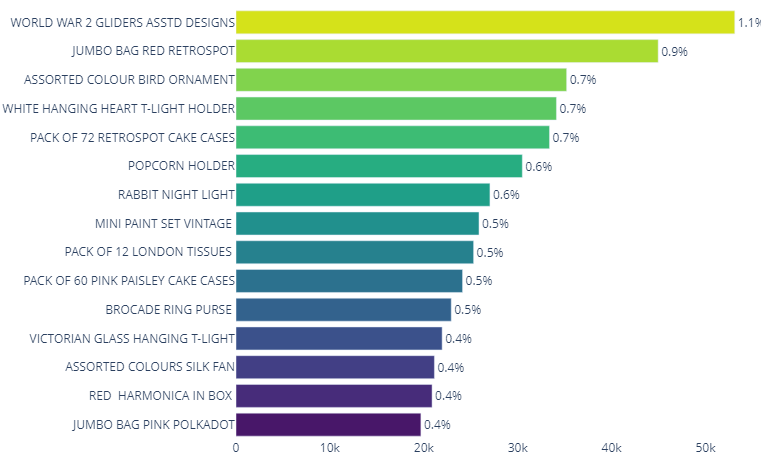 WORLD WAR 2 GLIDERS ASSTD DESIGNS 1.1%
JUMBO BAG RED RETROSPOT 0.9%
ASSORTED COLOUR BIRD ORNAMENT 0.7%
WHITE HANGING HEART T-LIGHT HOLDER 0.7%
PACK OF 72 RETROSPOT CAKE CASES 0.7%
POPCORN HOLDER 0.6%
RABBIT NIGHT LIGHT 0.6%
MINI PAINT SET VINTAGE 0.5%
PACK OF 12 LONDON TISSUES 0.5%
PACK OF 60 PINK PAISLEY CAKE CASES 0.5%
BROCADE RING PURSE 0.5%
VICTORIAN GLASS HANGING T-LIGHT 0.4%
ASSORTED COLOURS SILK FAN 0.4%
RED  HARMONICA IN BOX 0.4%
JUMBO BAG PINK POLKADOT 0.4%
0 10k 20k 30k 40k 50k